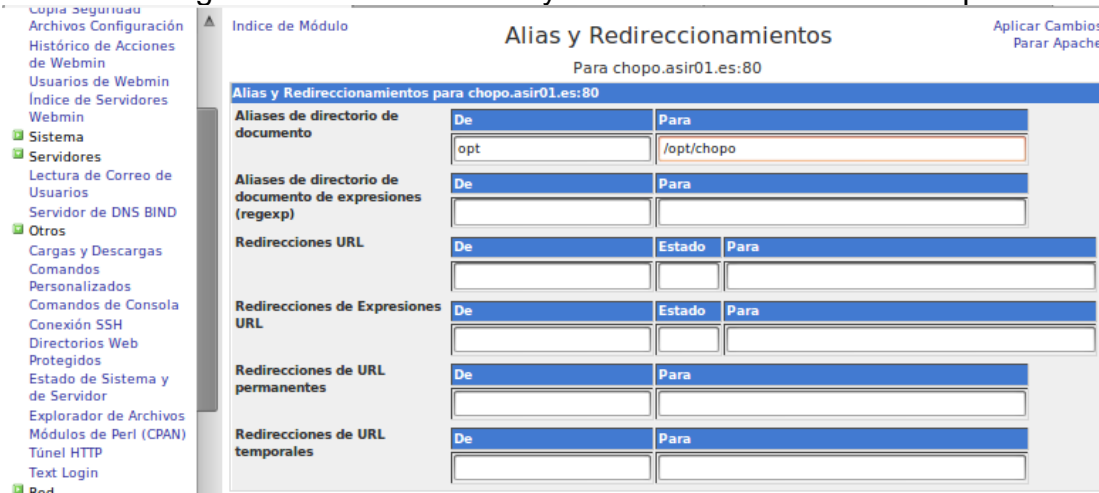 Copia Seguridad
Archivos Configuración
Histórico de Acciones
de Webmin
Usuarios de Webmin
Índice de Servidores
Webmin
Sistema
Servidores
Lectura de Correo de
Usuarios
Servidor de DNS BIND
Otros
Cargas y Descargas
Comandos
Personalizados
Comandos de Consola
Conexión SSH
Directorios Web
Protegidos
Estado de Sistema y
de Servidor
Explorador de Archivos
Módulos de Perl (CPAN)
Túnel HTTP
Text Login
Red
Indice de Módulo
Alias y Redireccionamientos
Aplicar Cambios
Parar Apache
Para chopo.asir01.es:80
Alias y Redireccionamientos para chopo.asir01.es:80
Aliases de directorio de
documento
De Para
opt /opt/chopo
Aliases de directorio de
documento de expresiones
(regexp)
De Para
Redirecciones URL
De Estado Para
Redirecciones de Expresiones
URL
De Estado Para
Redirecciones de URL
permanentes
De Para
Redirecciones de URL
temporales
De Para